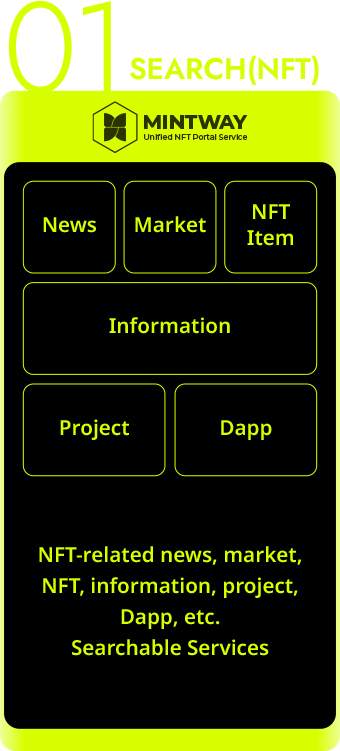 01
SEARCH(NFT)
MINTWAY
Unified NFT Portal Service
News
Market
NFT
Item
Information
Project
Dapp
NFT-related news, market,
NFT, information, project,
Dapp, etc.
Searchable Services